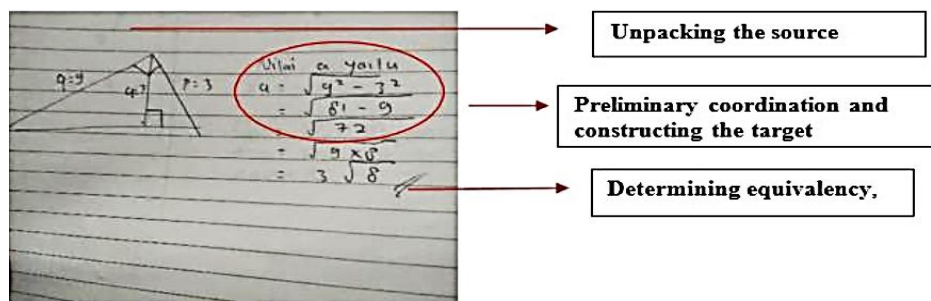 Unpacking the source
Nilai a yaitu
q=9
p=3
a=?
a = √9² - 3²
= √81 - 9
√72
= √9 x 8
= 3 √8
Preliminary coordination and
constructing the target
Determining equivalency,